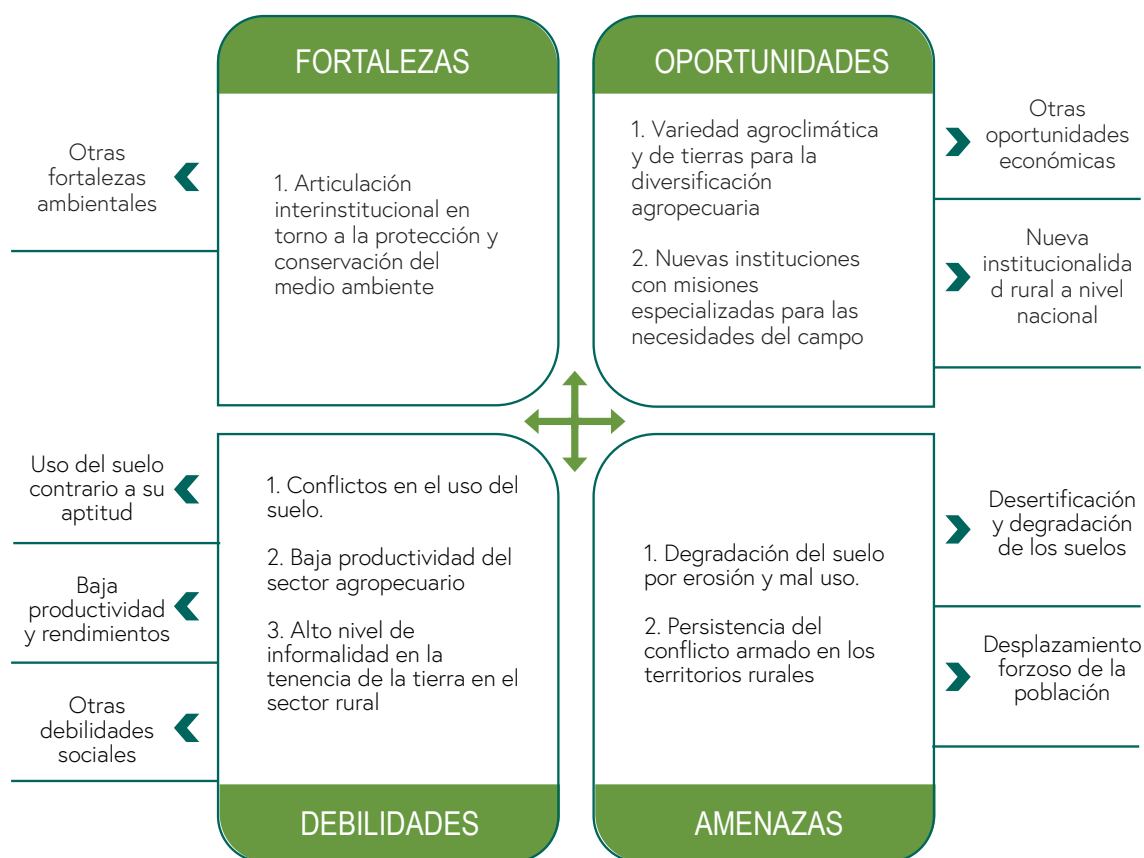 FORTALEZAS
Otras
fortalezas
ambientales
1. Articulación
interinstitucional en
torno a la protección y
conservación del
medio ambiente
OPORTUNIDADES
1. Variedad agroclimática
y de tierras para la
diversificación
agropecuaria
2. Nuevas instituciones
con misiones
especializadas para las
necesidades del campo
Otras
oportunidades
económicas
Nueva
institucionalida
d rural a nivel
nacional
Uso del suelo
contrario a su
aptitud
Baja
productividad
y rendimientos
Otras
debilidades
sociales
1. Conflictos en el uso del
suelo.
2. Baja productividad del
sector agropecuario
3. Alto nivel de
informalidad en la
tenencia de la tierra en el
sector rural
DEBILIDADES
1. Degradación del suelo
por erosión y mal uso.
2. Persistencia del
conflicto armado en los
territorios rurales
AMENAZAS
Desertificación
y degradación
de los suelos
Desplazamiento
forzoso de la
población